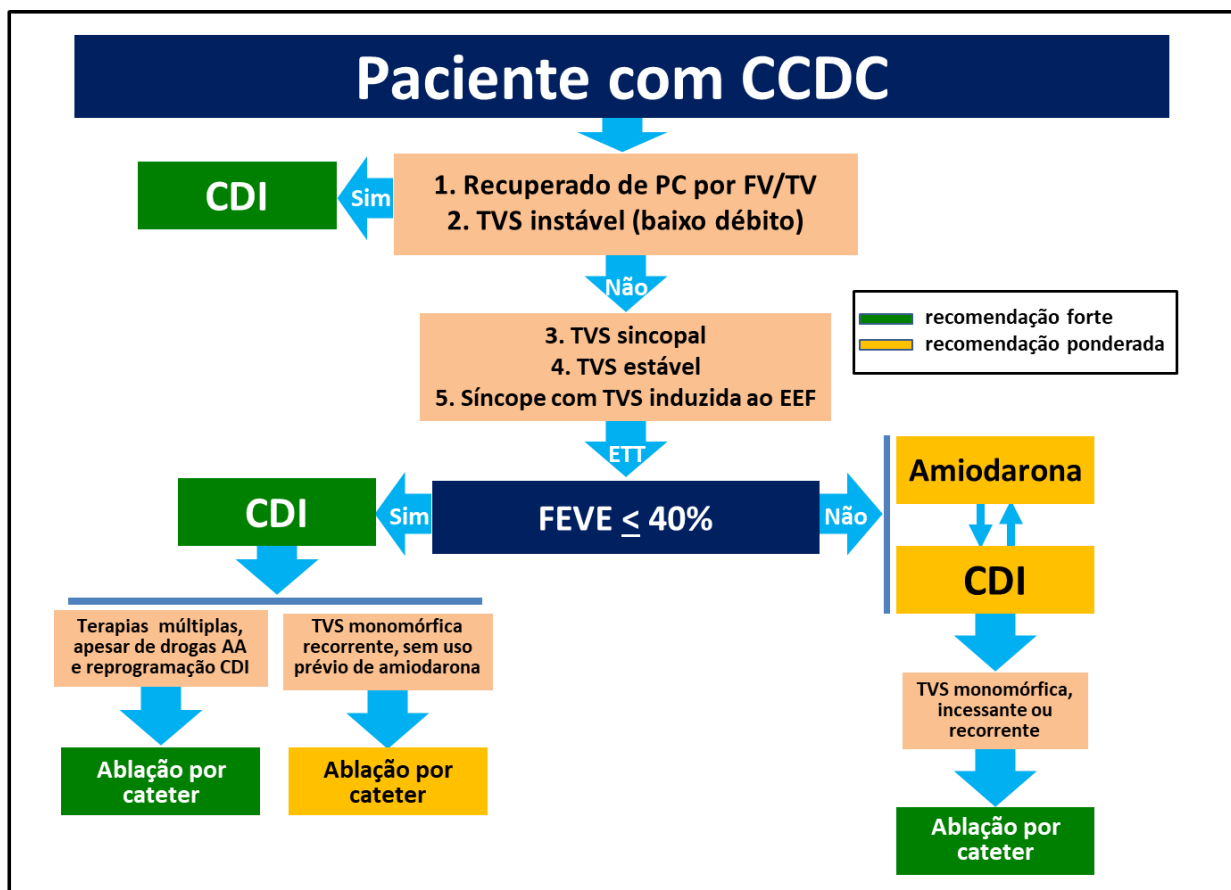 Paciente com CCDC
CDI
Sim
1. Recuperado de PC por FV/TV
2. TVS instável (baixo débito)
Não
recomendação forte
recomendação ponderada
3. TVS sincopal
4. TVS estável
5. Síncope com TVS induzida ao EEF
ETT
CDI
Sim
FEVE ≤ 40%
Não
Amiodarona
CDI
Terapias múltiplas,
apesar de drogas AA
e reprogramação CDI
TVS monomórfica
recorrente, sem uso
prévio de amiodarona
TVS monomórfica,
incessante ou
recorrente
Ablação por
cateter
Ablação por
cateter
Ablação por
cateter